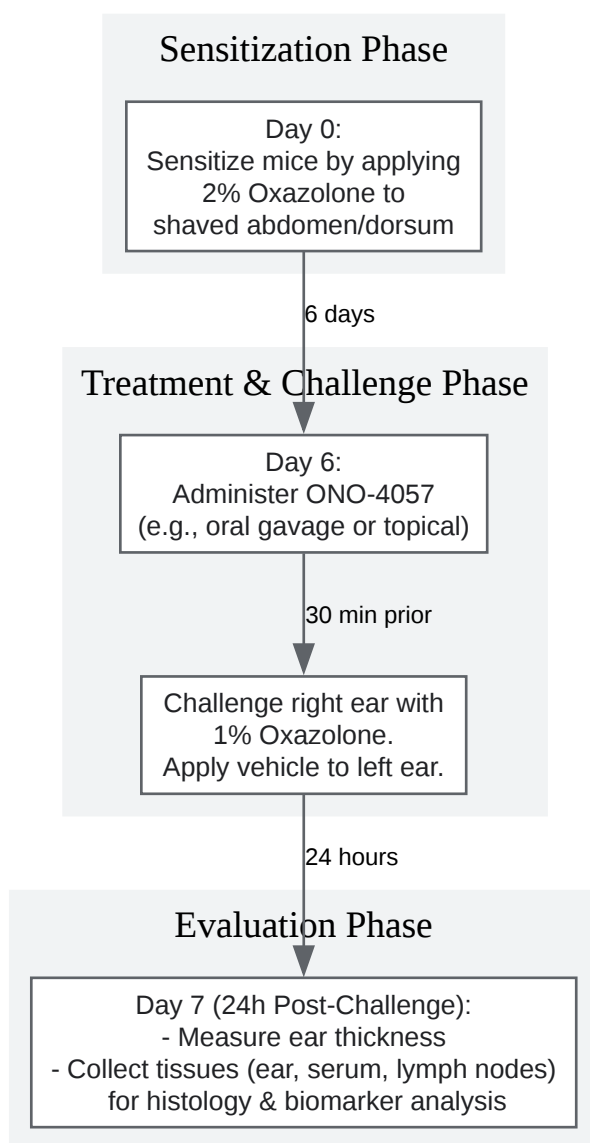 Sensitization Phase
Day 0:
Sensitize mice by applying
2% Oxazolone to
shaved abdomen/dorsum
6 days
Treatment & Challenge Phase
Day 6:
Administer ONO-4057
(e.g., oral gavage or topical)
30 min prior
Challenge right ear with
1% Oxazolone.
Apply vehicle to left ear.
24 hours
Evaluation Phase
Day 7 (24h Post-Challenge):
- Measure ear thickness
- Collect tissues (ear, serum, lymph nodes)
for histology & biomarker analysis